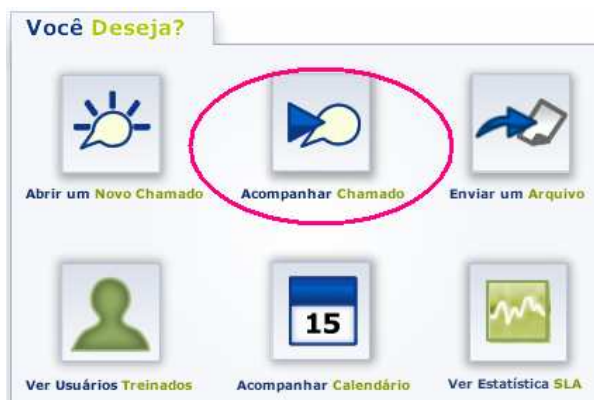 Você Deseja?
Abrir um Novo Chamado
Acompanhar Chamado
Enviar um Arquivo
15
Ver Usuários Treinados
Acompanhar Calendário
Ver Estatística SLA